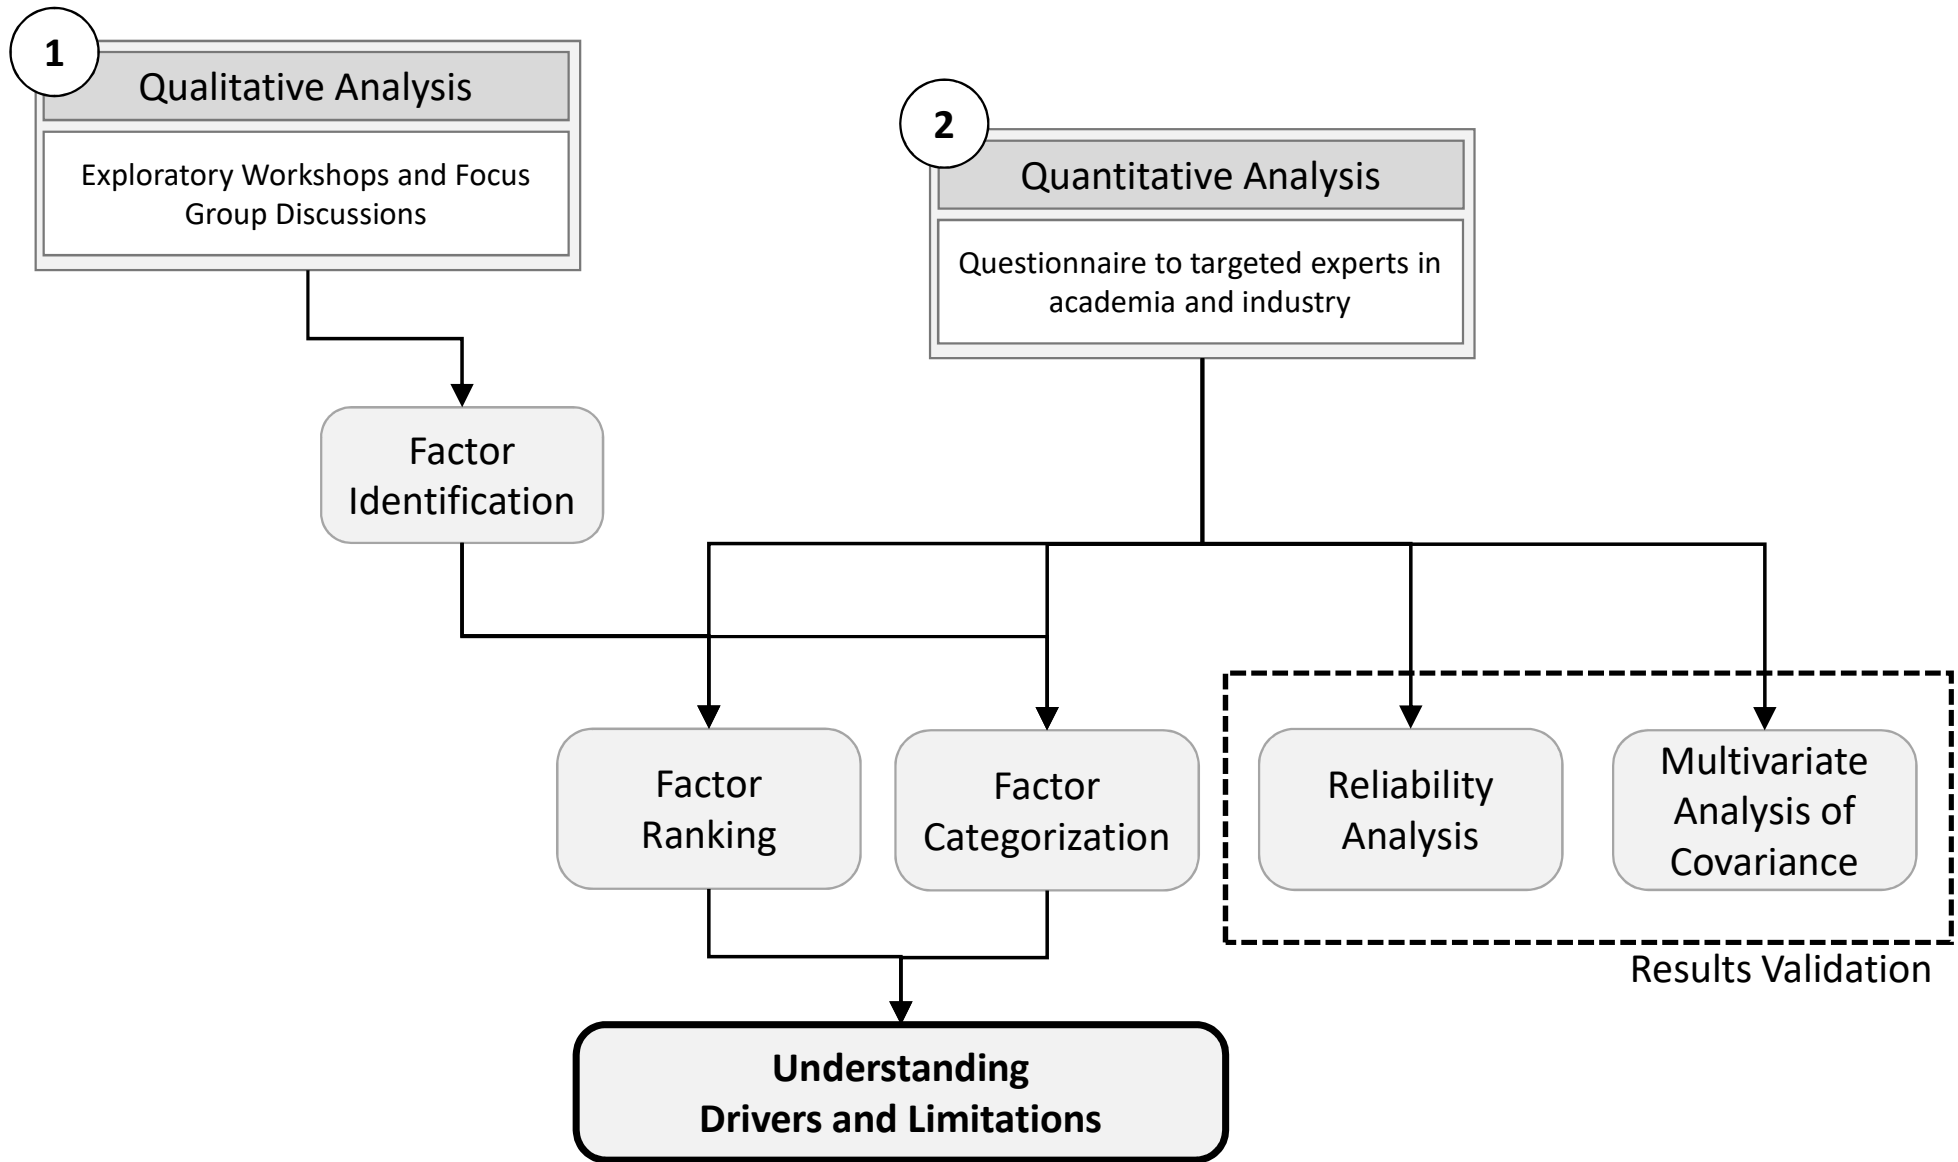 1
Qualitative Analysis
Exploratory Workshops and Focus
Group Discussions
2
Quantitative Analysis
Questionnaire to targeted experts in
academia and industry
Factor
Identification
Factor
Ranking
Factor
Categorization
Reliability
Analysis
Multivariate
Analysis of
Covariance
Results Validation
Understanding
Drivers and Limitations